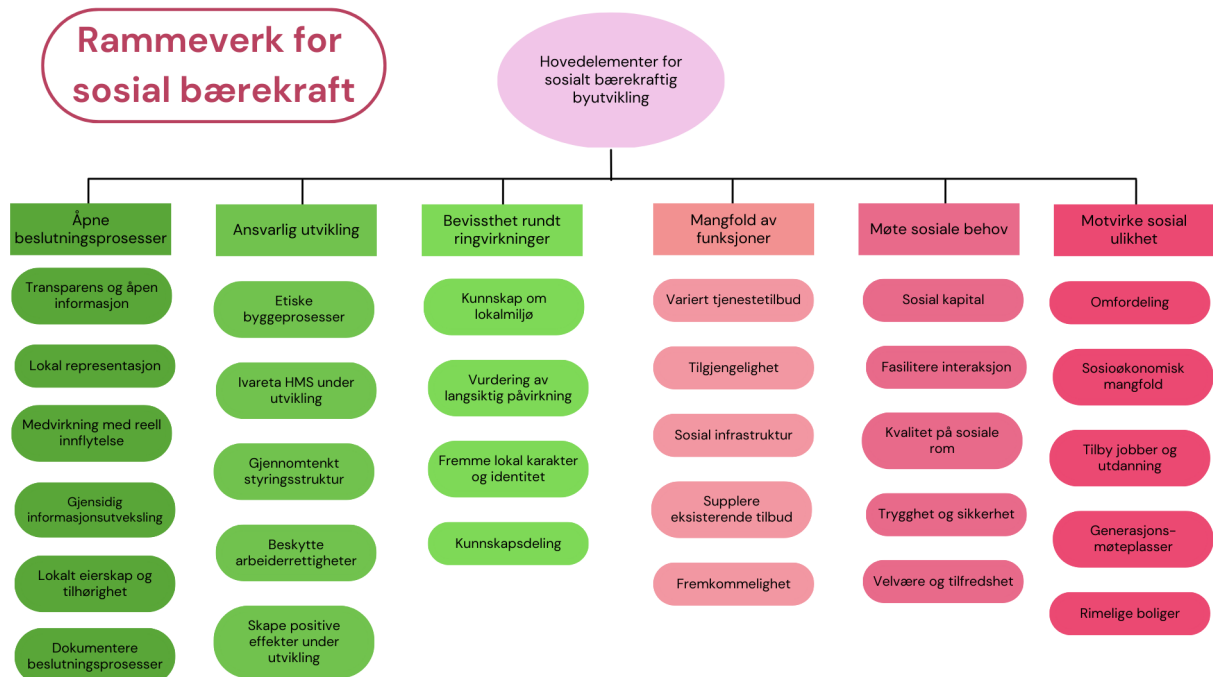 Rammeverk for
sosial bærekraft
Hovedelementer for
sosialt bærekraftig
byutvikling
Åpne
beslutningsprosesser
Transparens og åpen
informasjon
Lokal representasjon
Medvirkning med reell
innflytelse
Gjensidig
informasjonsutveksling
Lokalt eierskap og
tilhørighet
Dokumentere
beslutningsprosesser
Ansvarlig utvikling
Etiske
byggeprosesser
Ivareta HMS under
utvikling
Gjennomtenkt
styringsstruktur
Beskytte
arbeiderrettigheter
Skape positive
effekter under
utvikling
Bevissthet rundt
ringvirkninger
Kunnskap om
lokalmiljø
Vurdering av
langsiktig påvirkning
Fremme lokal karakter
og identitet
Kunnskapsdeling
Mangfold av
funksjoner
Variert tjenestetilbud
Tilgjengelighet
Sosial infrastruktur
Supplere
eksisterende tilbud
Fremkommelighet
Møte sosiale behov
Sosial kapital
Fasilitere interaksjon
Kvalitet på sosiale
rom
Trygghet og sikkerhet
Velvære og tilfredshet
Motvirke sosial
ulikhet
Omfordeling
Sosioøkonomisk
mangfold
Tilby jobber og
utdanning
Generasjons-
møteplasser
Rimelige boliger